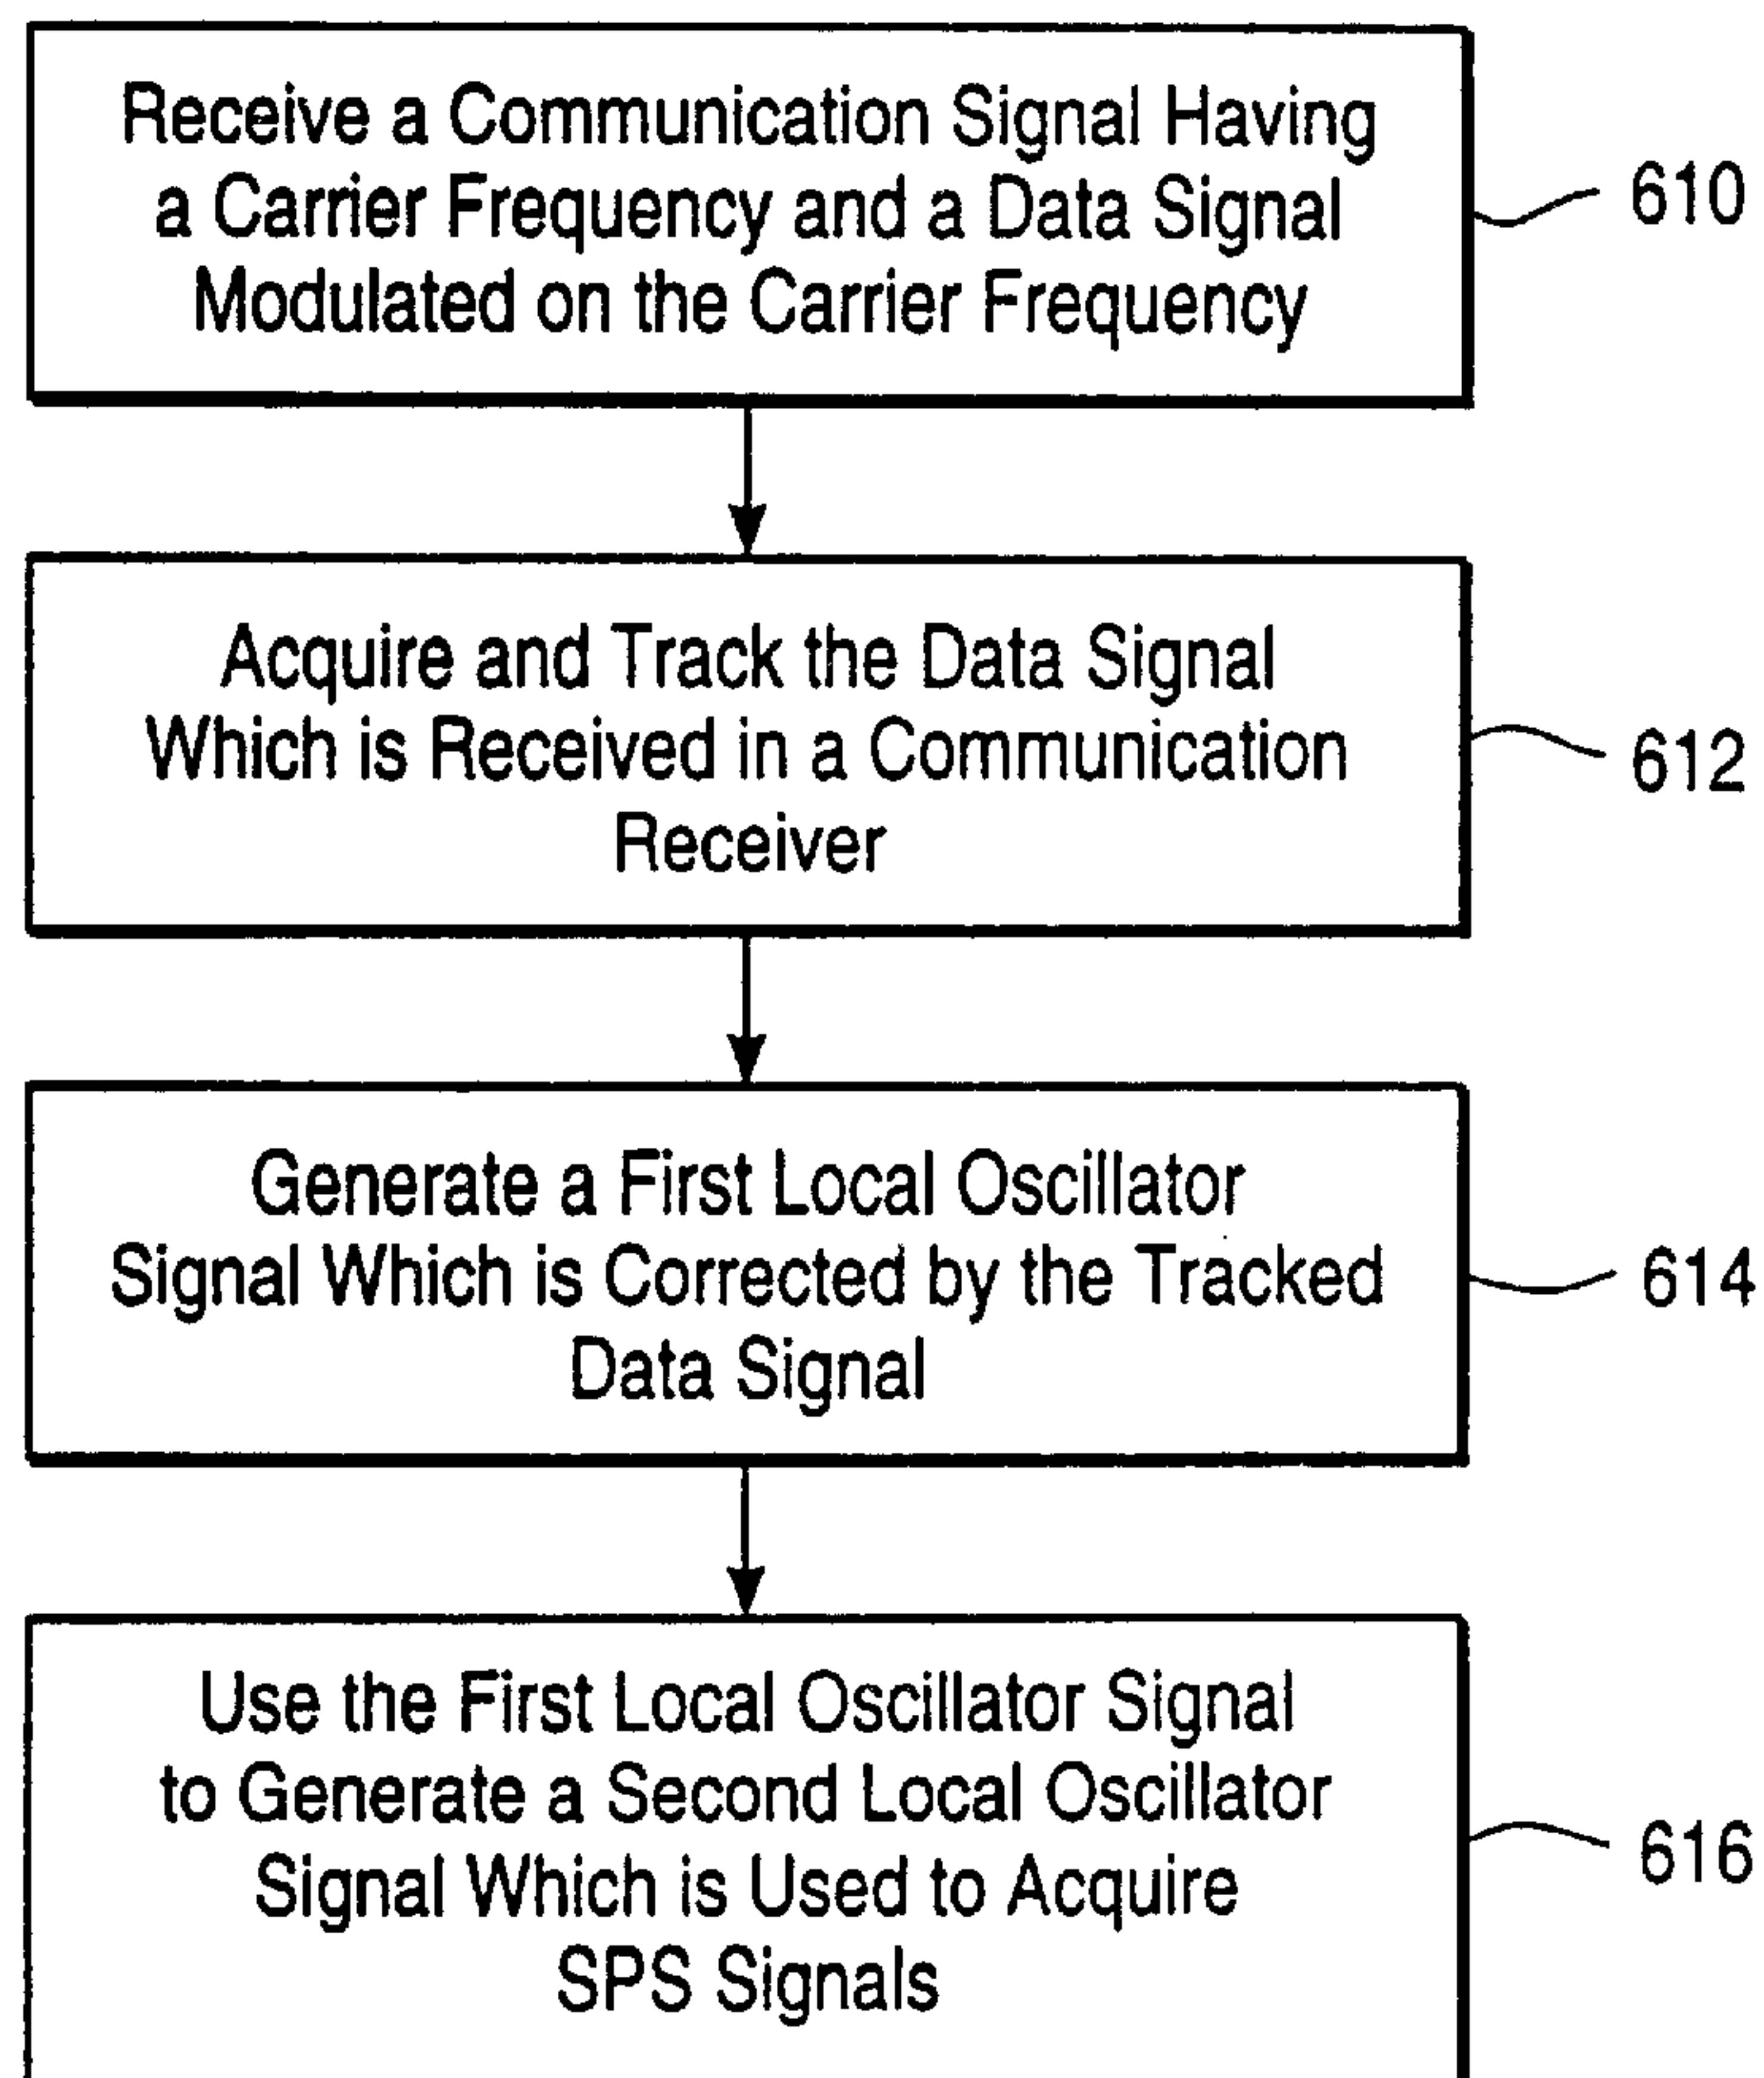 Receive a Communication Signal Having
a Carrier Frequency and a Data Signal
Modulated on the Carrier Frequency
610
Acquire and Track the Data Signal
Which is Received in a Communication
Receiver
612
Generate a First Local Oscillator
Signal Which is Corrected by the Tracked
Data Signal
614
Use the First Local Oscillator Signal
to Generate a Second Local Oscillator
Signal Which is Used to Acquire
SPS Signals
616